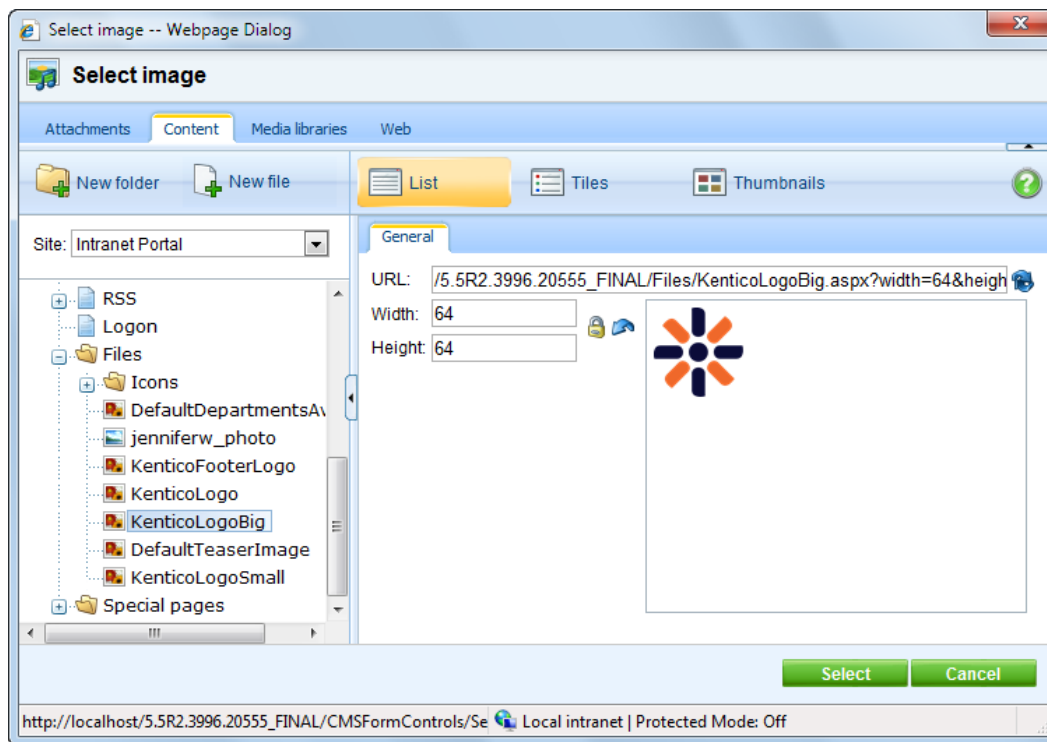 Select image -- Webpage Dialog
Select image
Attachments Content Media libraries Web
New folder New file List Tiles Thumbnails
Site: Intranet Portal
General
URL: /5.5R2.3996.20555_FINAL/Files/KenticoLogoBig.aspx?width=64&heigh
Width: 64
Height: 64
RSS
Logon
Files
Icons
DefaultDepartmentsAv
jenniferw_photo
KenticoFooterLogo
KenticoLogo
KenticoLogoBig
DefaultTeaserImage
KenticoLogoSmall
Special pages
Select Cancel
http://localhost/5.5R2.3996.20555_FINAL/CMSFormControls/Se Local intranet | Protected Mode: Off